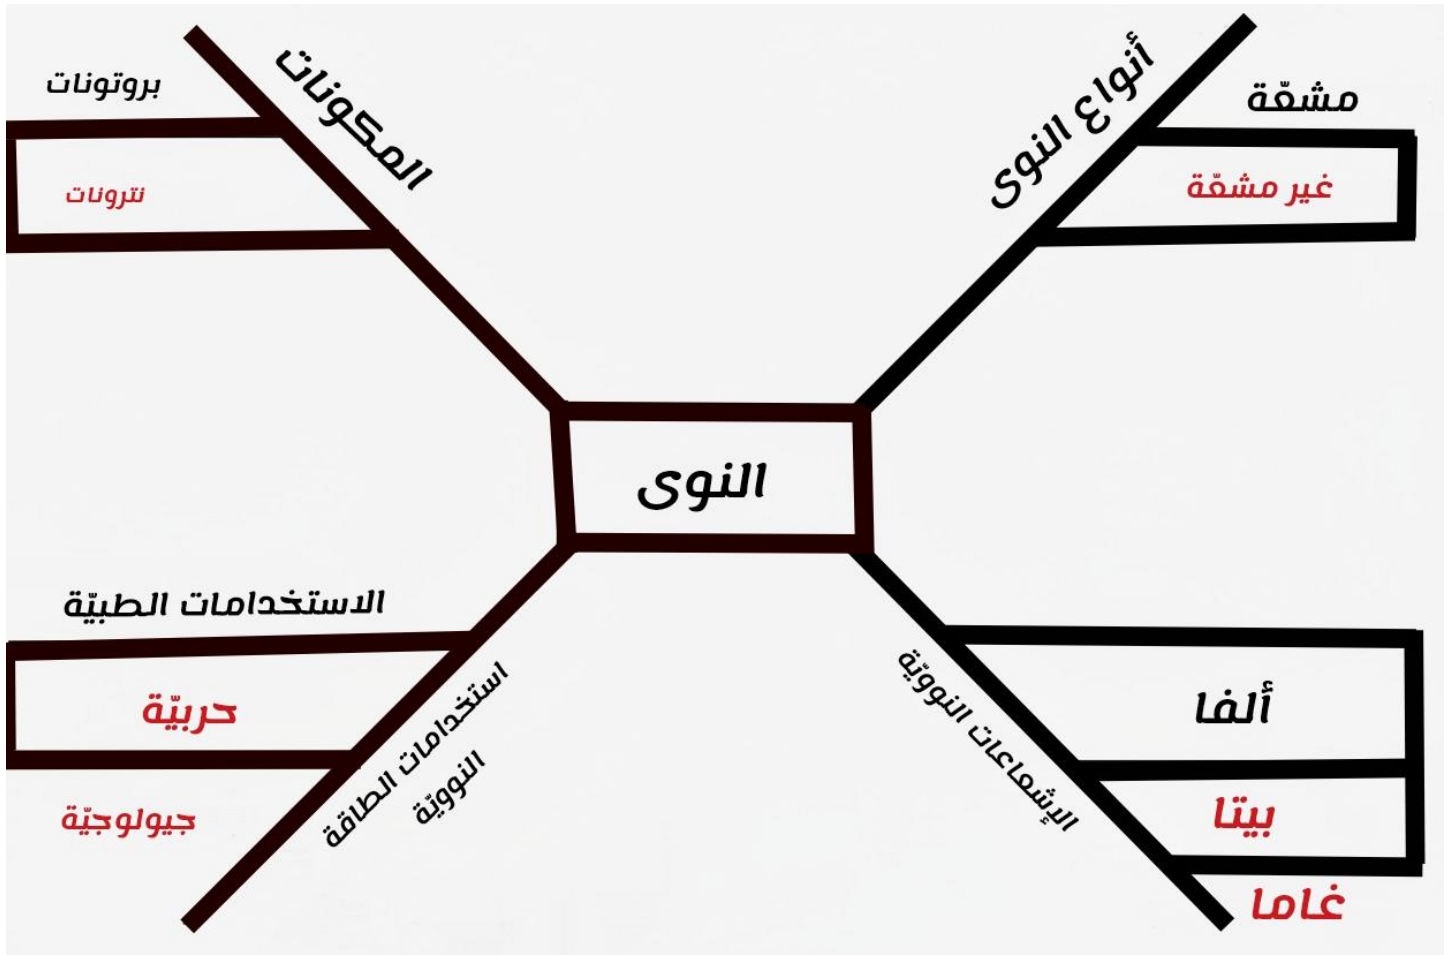 أنواع النوى
مشعّة
غير مشعّة
المكونات
بروتونات
نترونات
النوى
الإشعاعات النوويّة
ألفا
بيتا
غاما
استخدامات الطاقة
النوويّة
الاستخدامات الطبيّة
حربيّة
جيولوجيّة